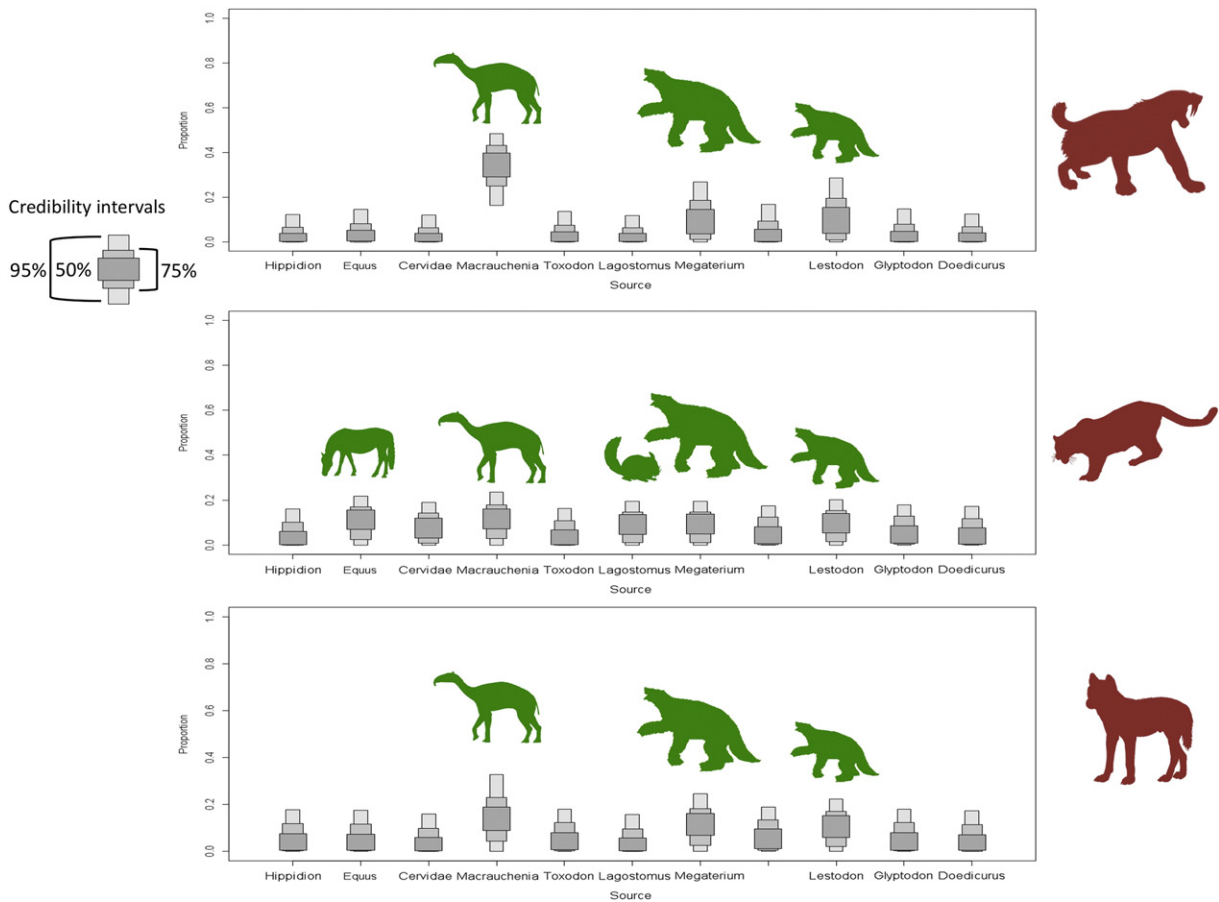 1.0
0.8
0.6
0.4
0.2
0.0
Proportion
Hippidion Equus Cervidae Macrauchenia Toxodon Lagostomus Megaterium Lestodon Glyptodon Doedicurus
Source
Credibility intervals
95% 50% 75%
1.0
0.8
0.6
0.4
0.2
0.0
Proportion
Hippidion Equus Cervidae Macrauchenia Toxodon Lagostomus Megaterium Lestodon Glyptodon Doedicurus
Source
1.0
0.8
0.6
0.4
0.2
0.0
Proportion
Hippidion Equus Cervidae Macrauchenia Toxodon Lagostomus Megaterium Lestodon Glyptodon Doedicurus
Source